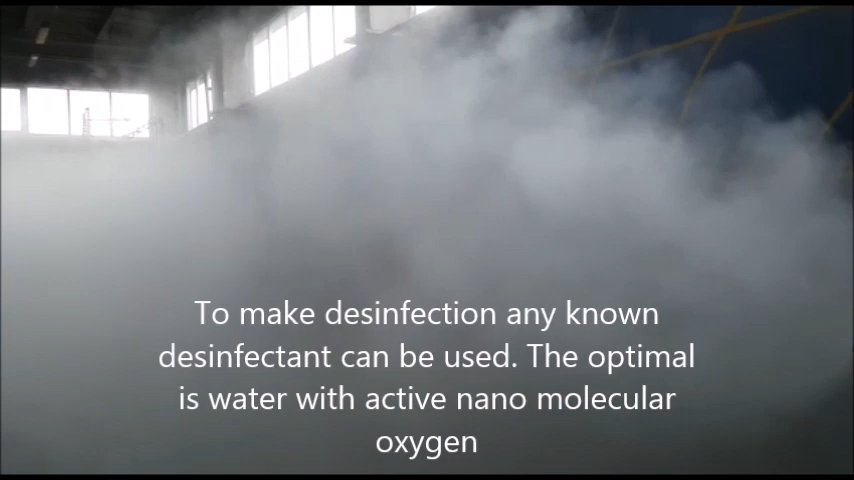 To make desinfection any known
desinfectant can be used. The optimal
is water with active nano molecular
oxygen